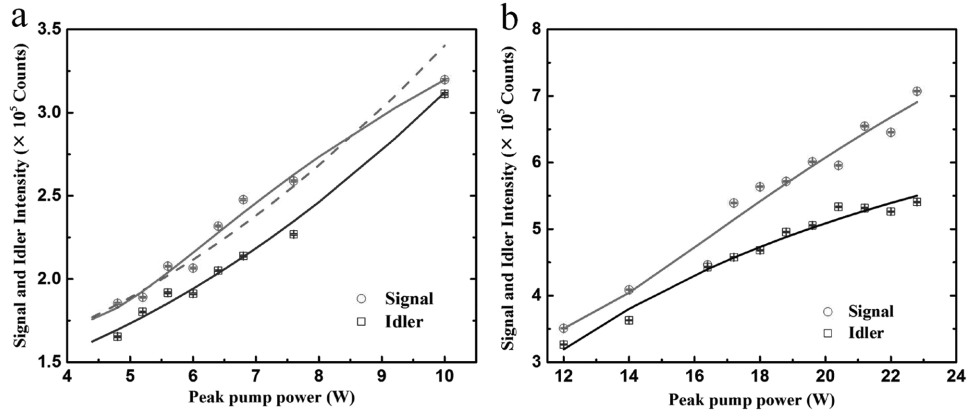 a
3.5
3.0
2.5
2.0
1.5
Signal and Idler Intensity (× 10⁵ Counts)
Signal
Idler
4 5 6 7 8 9 10
Peak pump power (W)
b
8
7
6
5
4
3
Signal and Idler Intensity (× 10⁵ Counts)
Signal
Idler
12 14 16 18 20 22 24
Peak pump power (W)